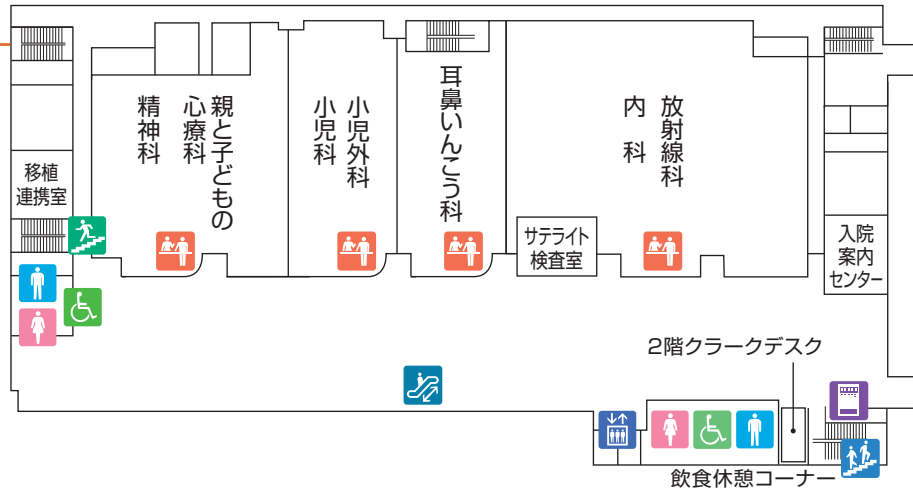 親と子どもの
心療科
精神科
小児外科
小児科
耳鼻いんこう科
放射線科
内　科
移植
連携室
サテライト
検査室
入院
案内
センター
2階クラークデスク
飲食休憩コーナー